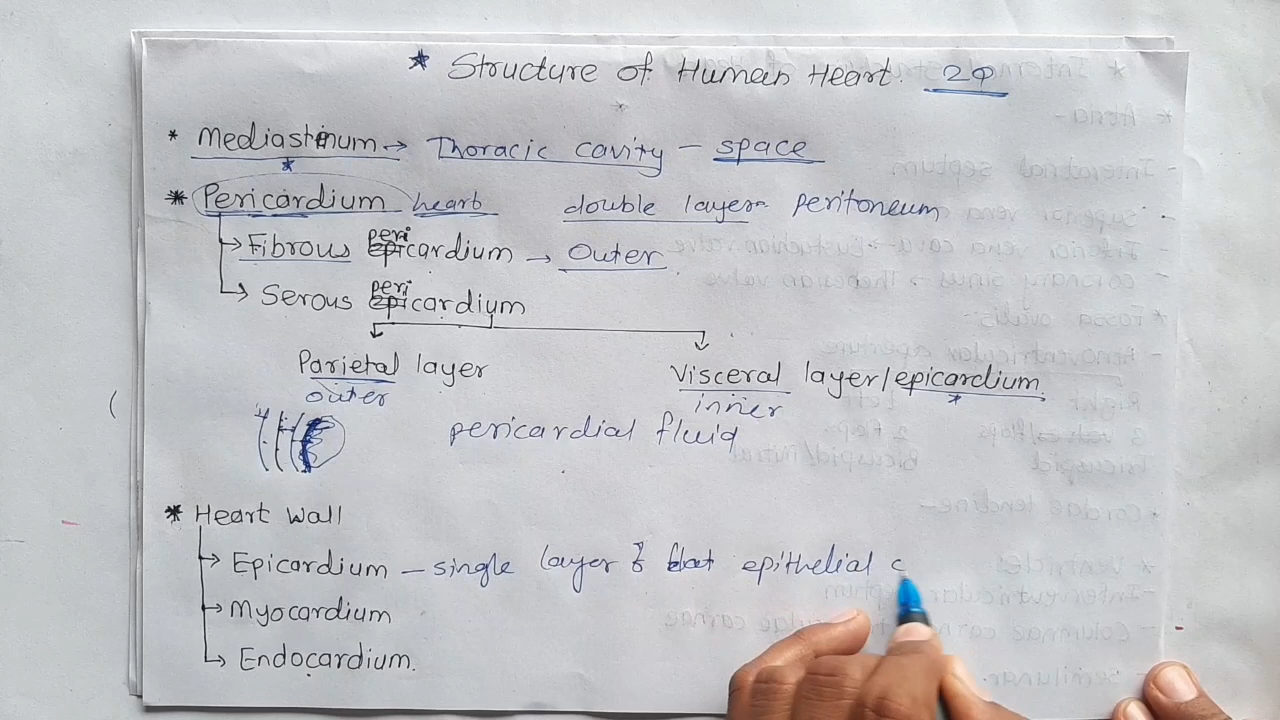 * Structure of Human Heart. 2Q
* Mediastinum → Thoracic cavity – space
* Pericardium heart double layer – peritoneum
→ Fibrous pericardium → Outer
→ Serous pericardium
Parietal layer Visceral layer/epicardium
outer inner
pericardial fluid
* Heart Wall
→ Epicardium – single layer of flat epithelial c
→ Myocardium
→ Endocardium.